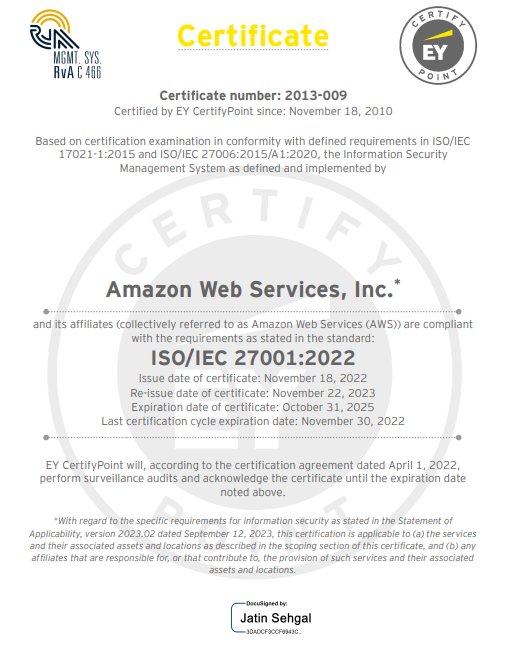 MGMT. SYS.
RvA C 466
Certificate
CERTIFY
EY
POINT
Certificate number: 2013-009
Certified by EY CertifyPoint since: November 18, 2010
Based on certification examination in conformity with defined requirements in ISO/IEC
17021-1:2015 and ISO/IEC 27006:2015/A1:2020, the Information Security
Management System as defined and implemented by
CERTIFY
Amazon Web Services, Inc.*
and its affiliates (collectively referred to as Amazon Web Services (AWS)) are compliant
with the requirements as stated in the standard:
ISO/IEC 27001:2022
Issue date of certificate: November 18, 2022
Re-issue date of certificate: November 22, 2023
Expiration date of certificate: October 31, 2025
Last certification cycle expiration date: November 30, 2022
EY
EY CertifyPoint will, according to the certification agreement dated April 1, 2022,
perform surveillance audits and acknowledge the certificate until the expiration date
noted above.
POINT
*With regard to the specific requirements for information security as stated in the Statement of
Applicability, version 2023.02 dated September 12, 2023, this certification is applicable to (a) the services
and their associated assets and locations as described in the scoping section of this certificate, and (b) any
affiliates that are responsible for, or that contribute to, the provision of such services and their associated
assets and locations.
DocuSigned by:
Jatin Sehgal
3DADCF3CCF6943C...